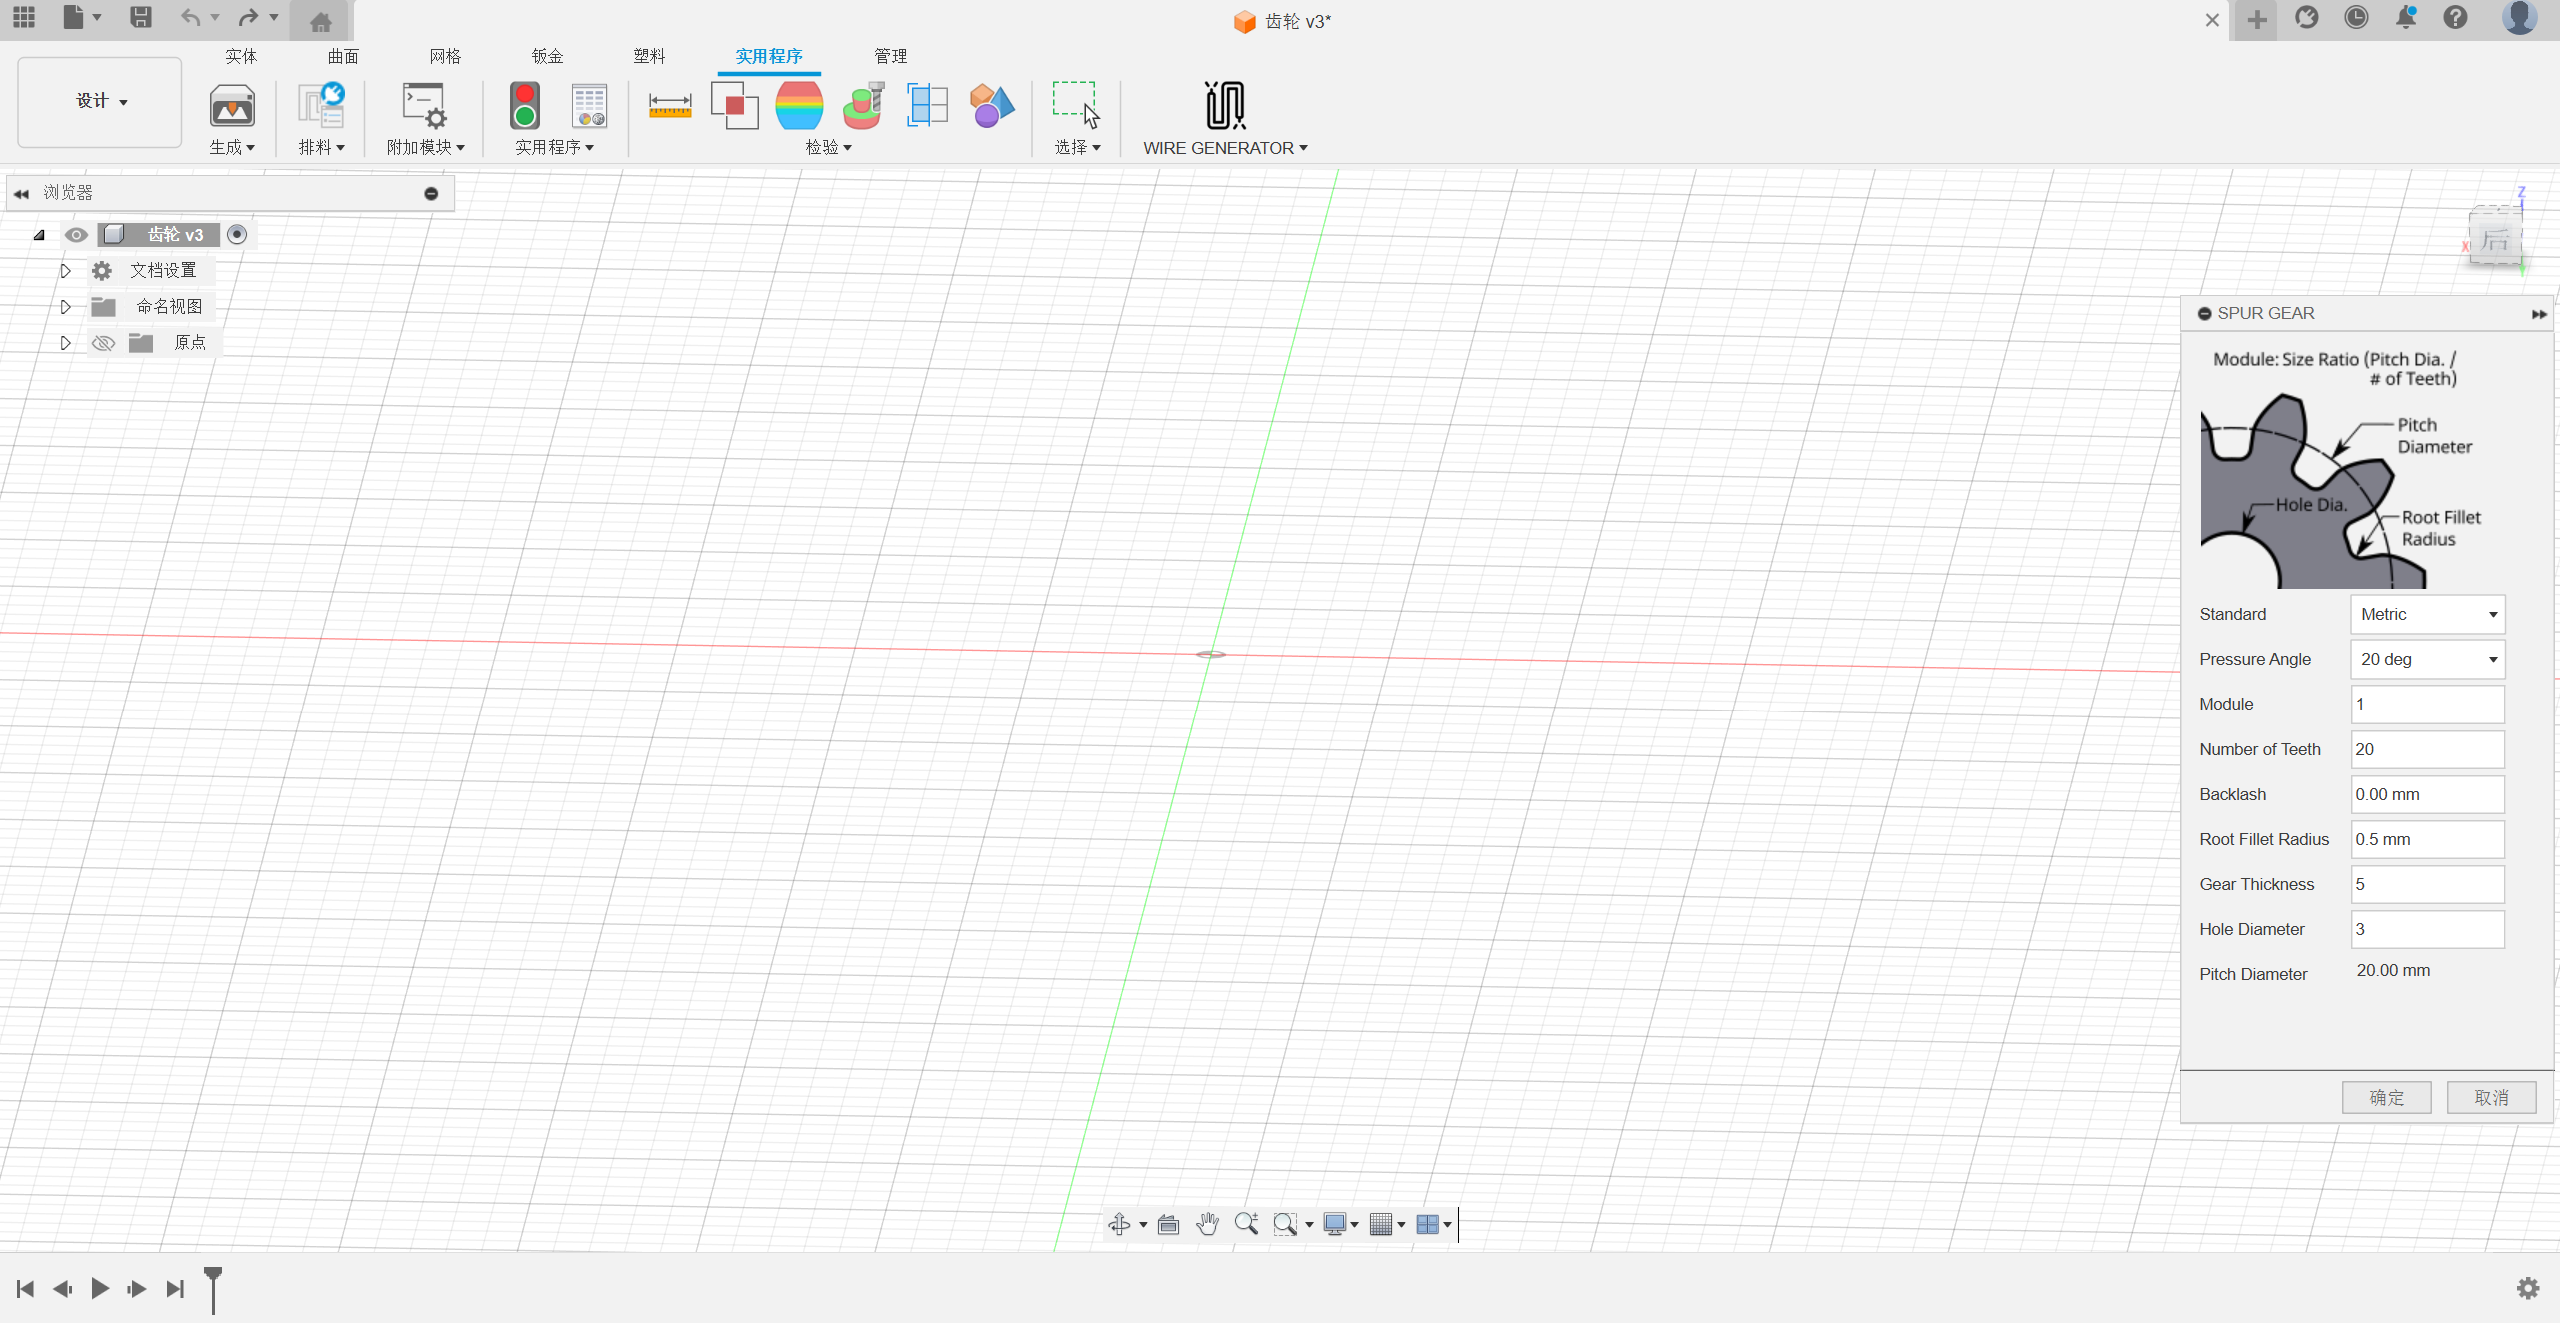 齿轮 v3*
实体 曲面 网格 钣金 塑料 实用程序 管理
设计
生成 排料 附加模块 实用程序 检验 选择 WIRE GENERATOR
浏览器
齿轮 v3
文档设置
命名视图
原点
Z
X
后
SPUR GEAR
Module: Size Ratio (Pitch Dia. /
# of Teeth)
Pitch
Diameter
Hole Dia.
Root Fillet
Radius
Standard Metric
Pressure Angle 20 deg
Module 1
Number of Teeth 20
Backlash 0.00 mm
Root Fillet Radius 0.5 mm
Gear Thickness 5
Hole Diameter 3
Pitch Diameter 20.00 mm
确定 取消